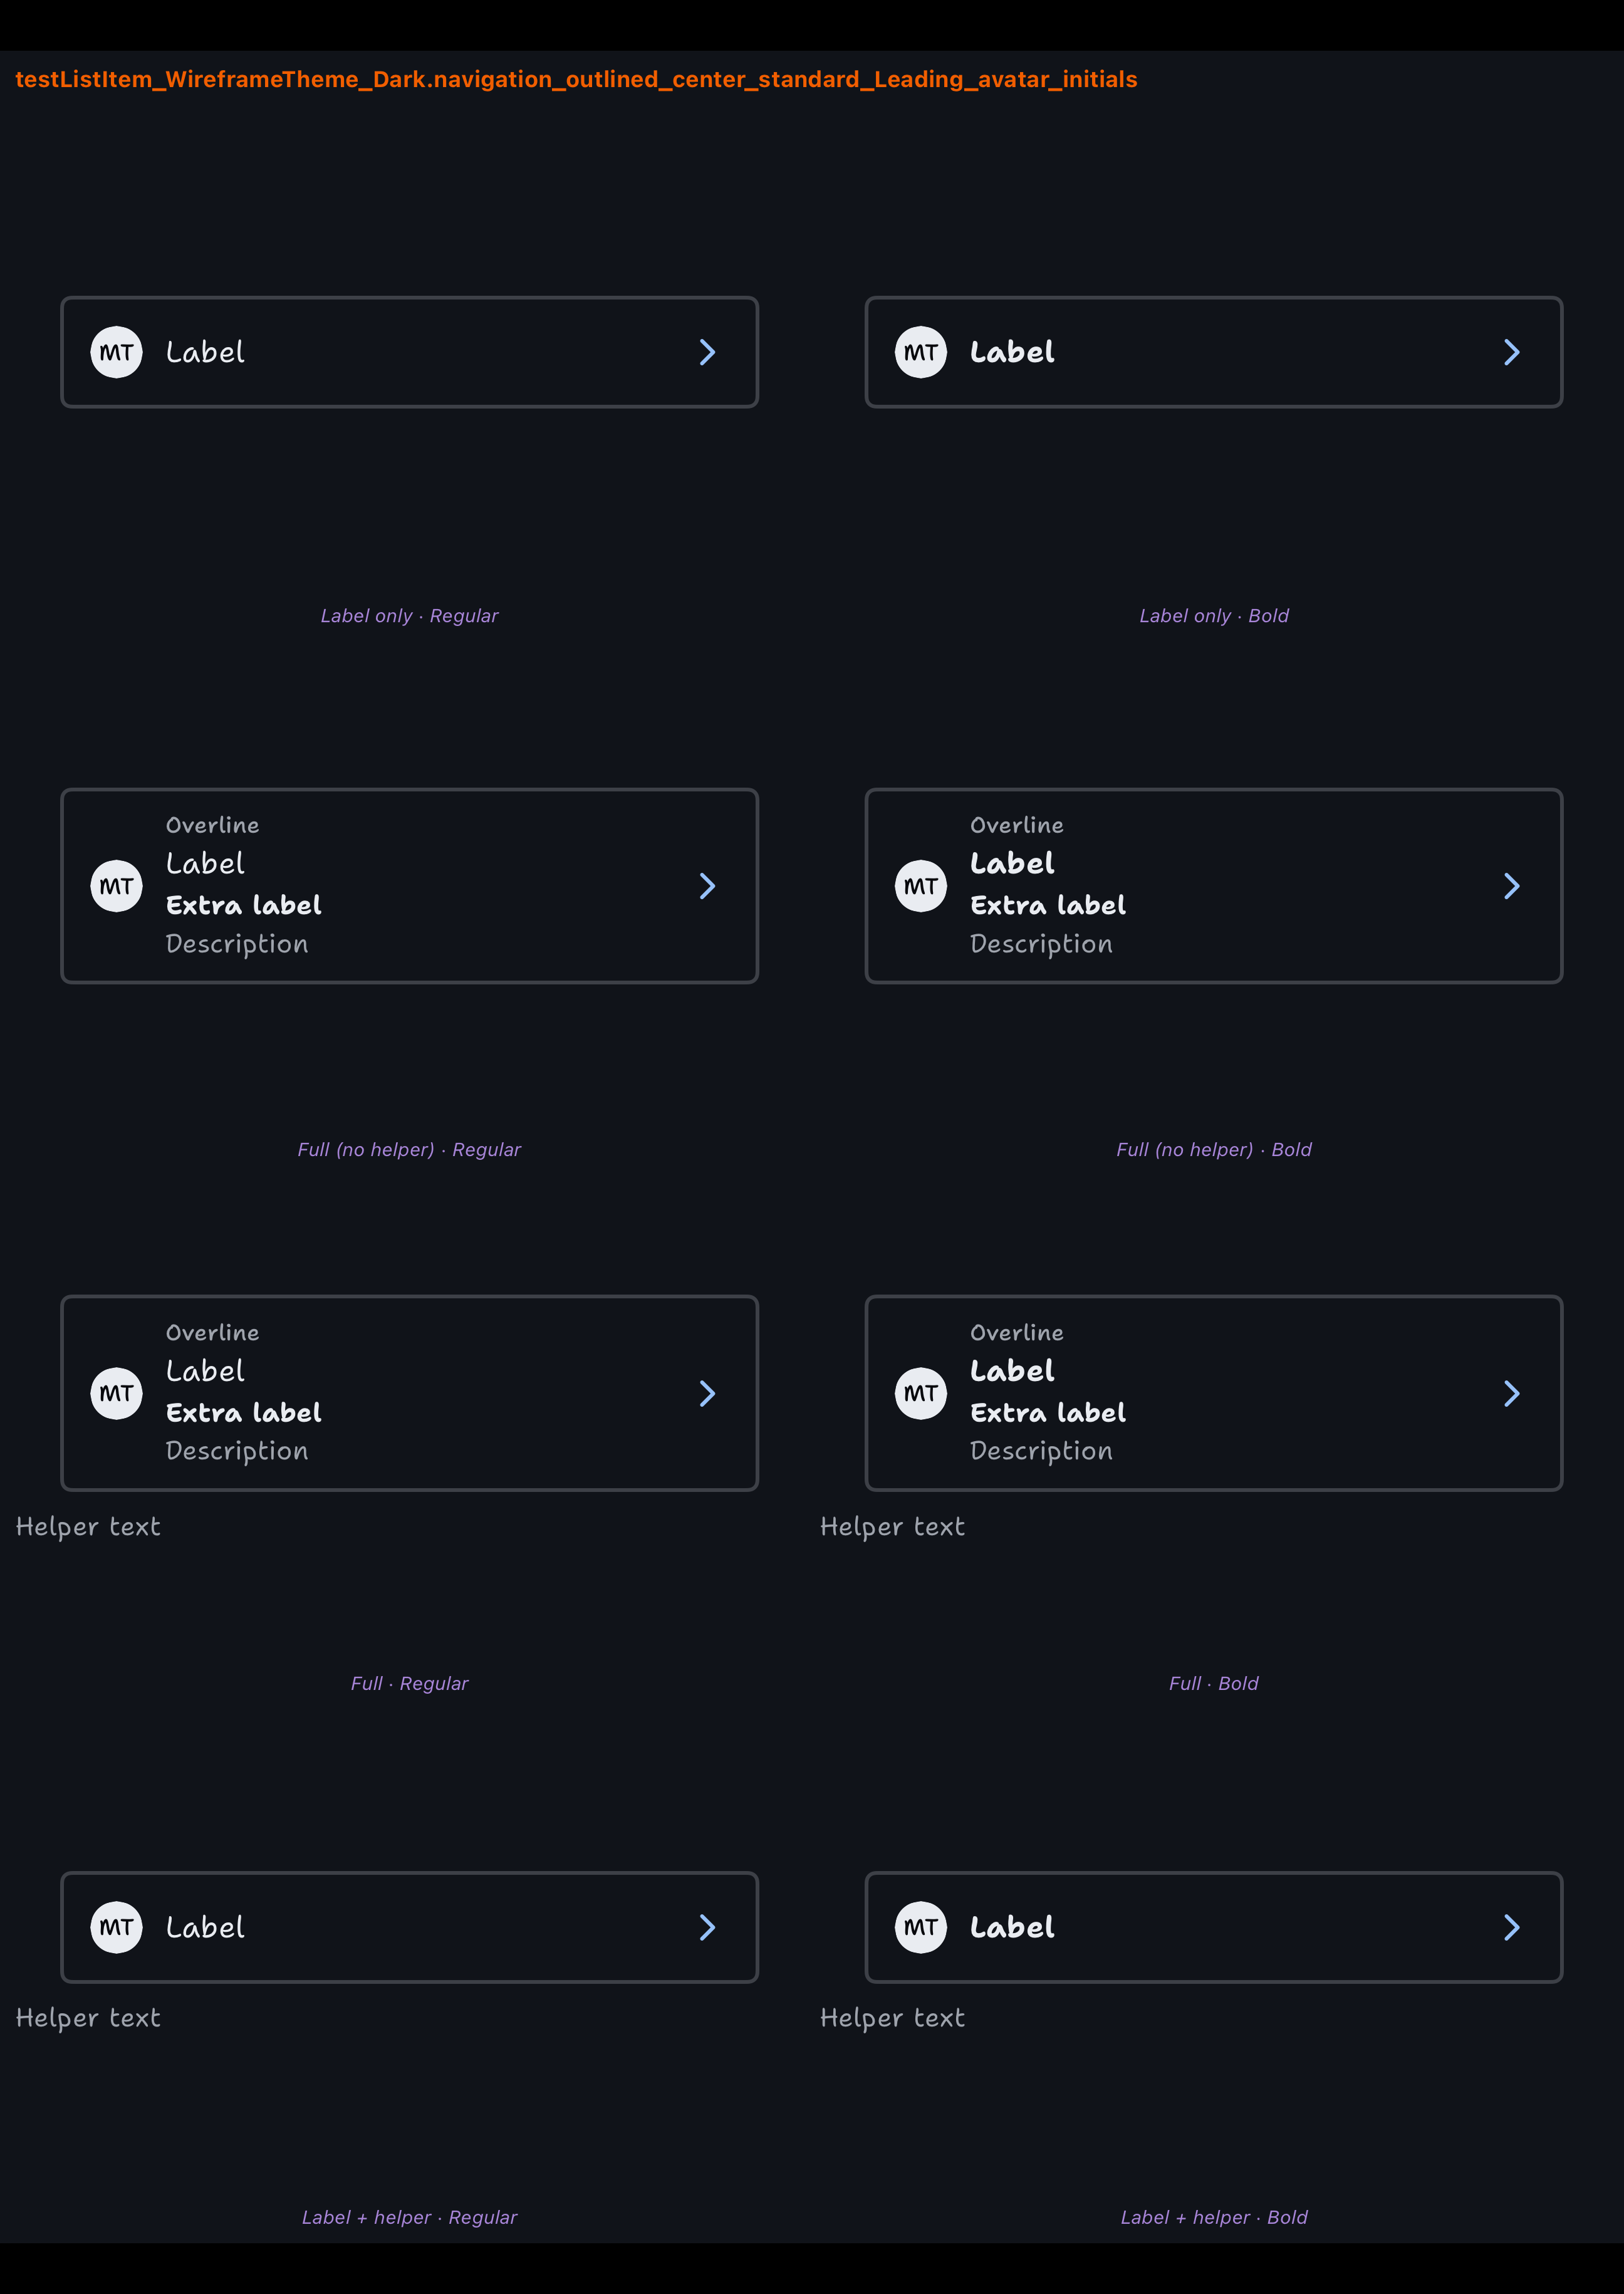 testListItem_WireframeTheme_Dark.navigation_outlined_center_standard_Leading_avatar_initials
MT Label
MT Label
Label only · Regular
Label only · Bold
Overline
Label
MT
Extra label
Description
Overline
Label
MT
Extra label
Description
Full (no helper) · Regular
Full (no helper) · Bold
Overline
Label
MT
Extra label
Description
Helper text
Overline
Label
MT
Extra label
Description
Helper text
Full · Regular
Full · Bold
MT Label
Helper text
MT Label
Helper text
Label + helper · Regular
Label + helper · Bold